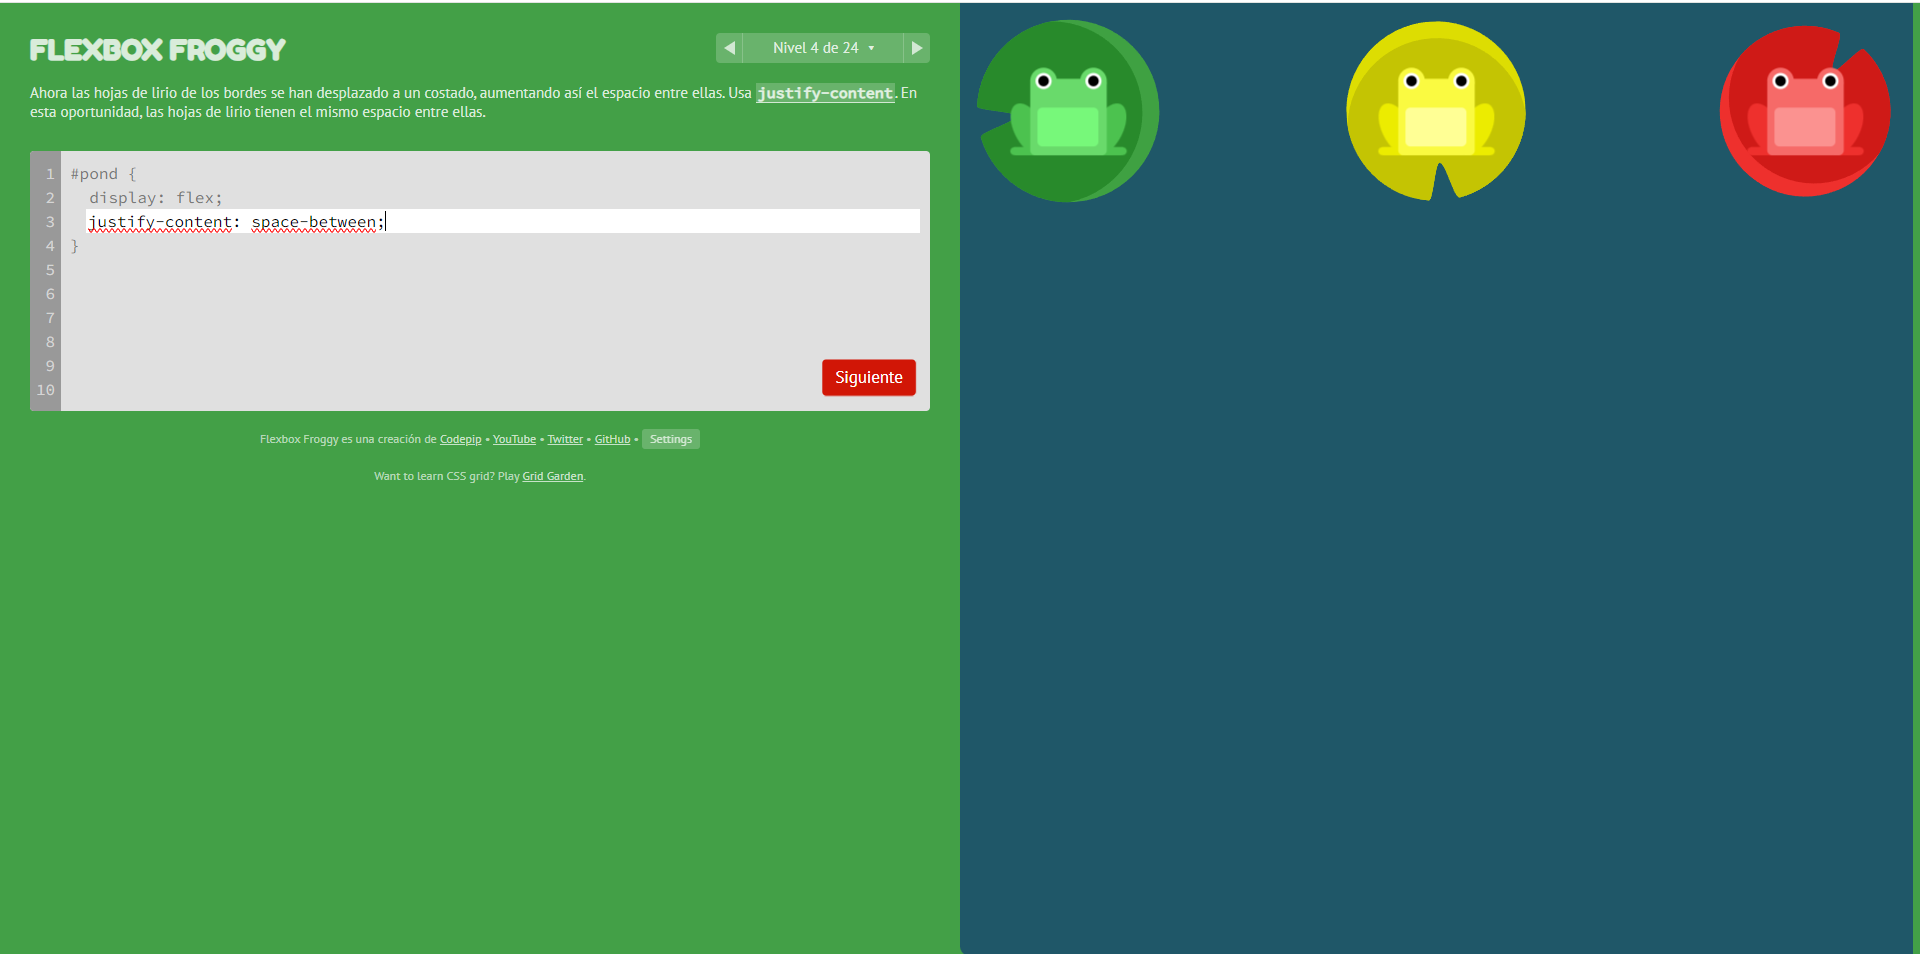 FLEXBOX FROGGY
◀ Nivel 4 de 24 ▾ ▶
Ahora las hojas de lirio de los bordes se han desplazado a un costado, aumentando así el espacio entre ellas. Usa justify-content. En
esta oportunidad, las hojas de lirio tienen el mismo espacio entre ellas.
1 #pond {
2 display: flex;
3 justify-content: space-between;
4 }
5
6
7
8
9
10
Siguiente
Flexbox Froggy es una creación de Codepip • YouTube • Twitter • GitHub • Settings
Want to learn CSS grid? Play Grid Garden.